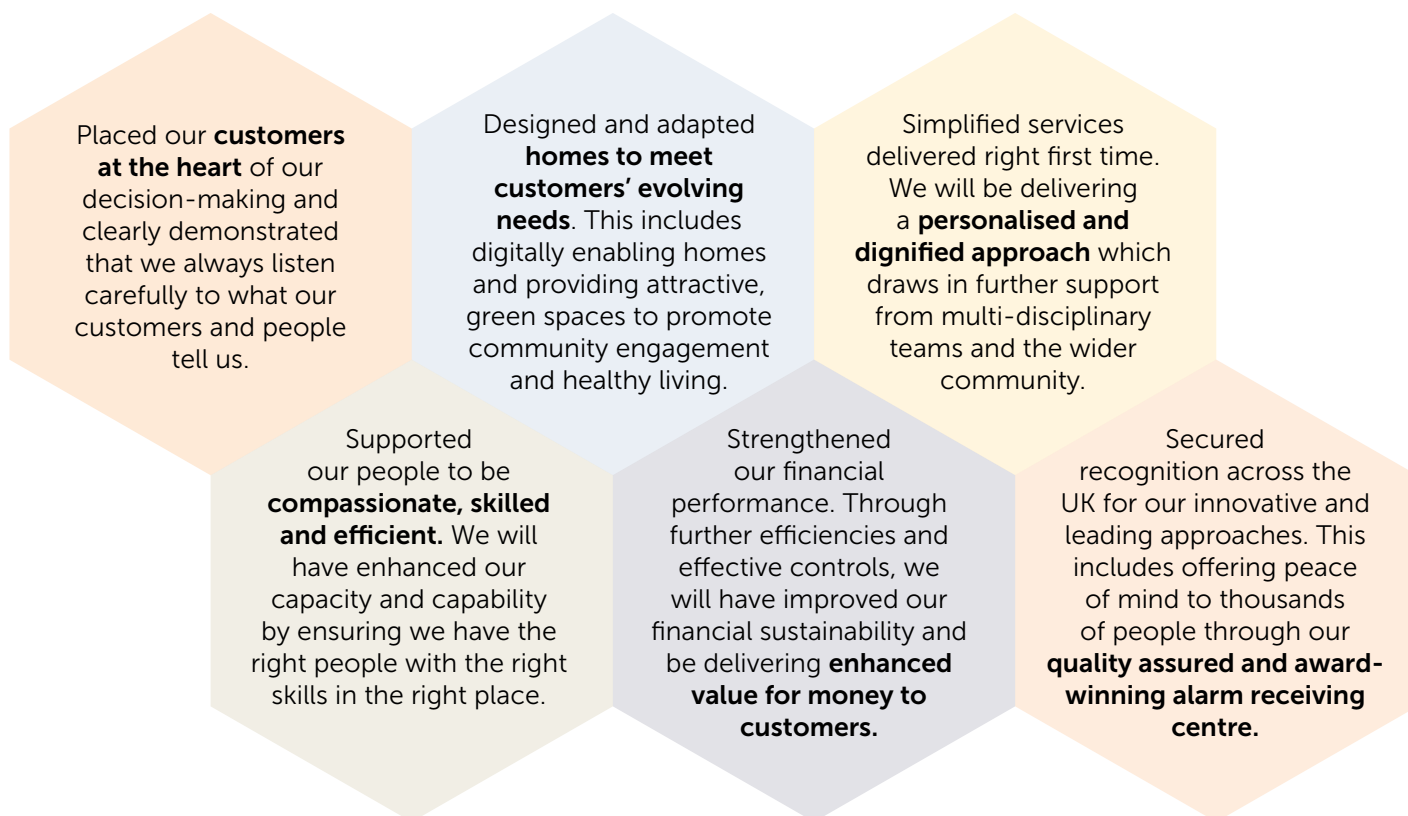 Placed our customers
at the heart of our
decision-making and
clearly demonstrated
that we always listen
carefully to what our
customers and people
tell us.
Designed and adapted
homes to meet
customers’ evolving
needs. This includes
digitally enabling homes
and providing attractive,
green spaces to promote
community engagement
and healthy living.
Simplified services
delivered right first time.
We will be delivering
a personalised and
dignified approach which
draws in further support
from multi-disciplinary
teams and the wider
community.
Supported
our people to be
compassionate, skilled
and efficient. We will
have enhanced our
capacity and capability
by ensuring we have the
right people with the right
skills in the right place.
Strengthened
our financial
performance. Through
further efficiencies and
effective controls, we
will have improved our
financial sustainability and
be delivering enhanced
value for money to
customers.
Secured
recognition across the
UK for our innovative and
leading approaches. This
includes offering peace
of mind to thousands
of people through our
quality assured and award-
winning alarm receiving
centre.